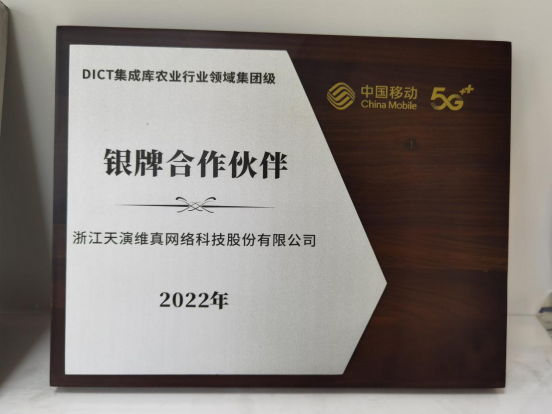 DICT集成库农业行业领域集团级
中国移动
China Mobile
5G++
银牌合作伙伴
浙江天演维真网络科技股份有限公司
2022年